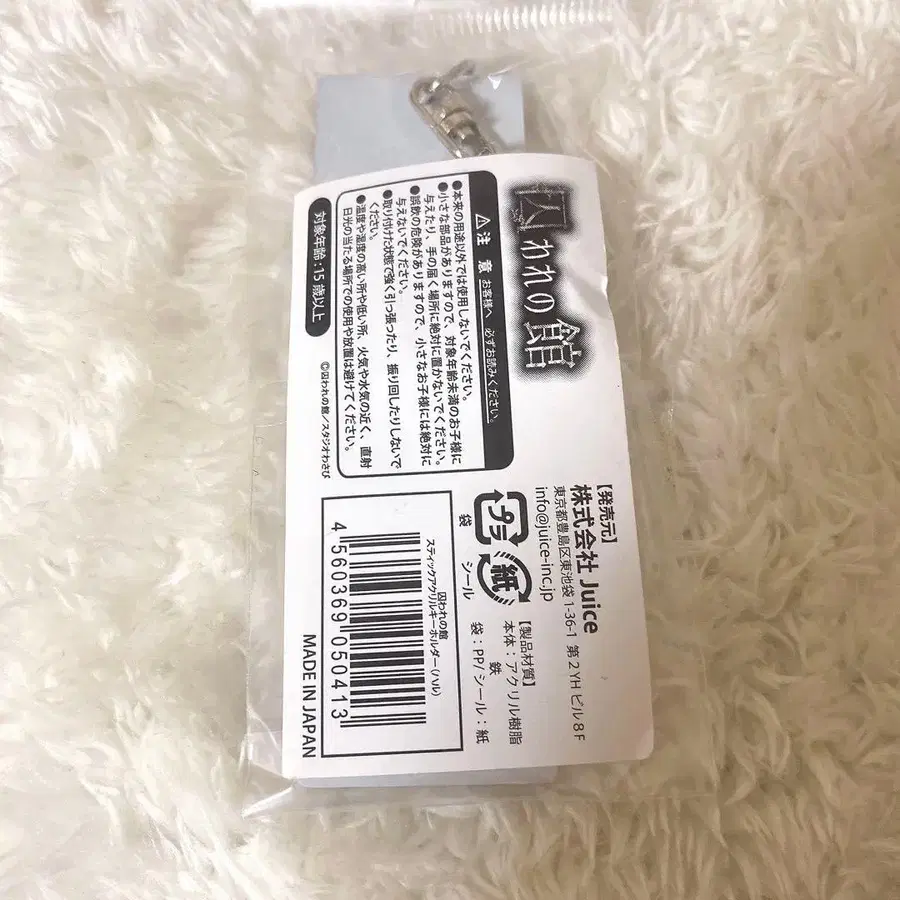 囚われの館
⚠注 意 お客様へ 必ずお読みください。
●本来の用途以外では使用しないでください。
●小さな部品がありますので、対象年齢未満のお子様に
与えたり、手の届く場所に絶対に置かないでください。
●誤飲の危険がありますので、小さなお子様には絶対に
与えないでください。
●取り付けた状態で強く引っ張ったり、振り回したりしないで
ください。
●温度や湿度の高い所や低い所、火気や水気の近く、直射
日光の当たる場所での使用や放置は避けてください。
対象年齢：15 歳以上
©囚われの館/スタジオわさび
【発売元】
株式会社 Juice
東京都豊島区東池袋 1-36-1 第２YH ビル８F
info@juice-inc.jp
プラ
袋
紙
シール
【製品材質】
本体：アクリル樹脂
鉄
袋：PP/シール：紙
囚われの館
スティックアクリルキーホルダー(ハル)
4 560369 050413
MADE IN JAPAN